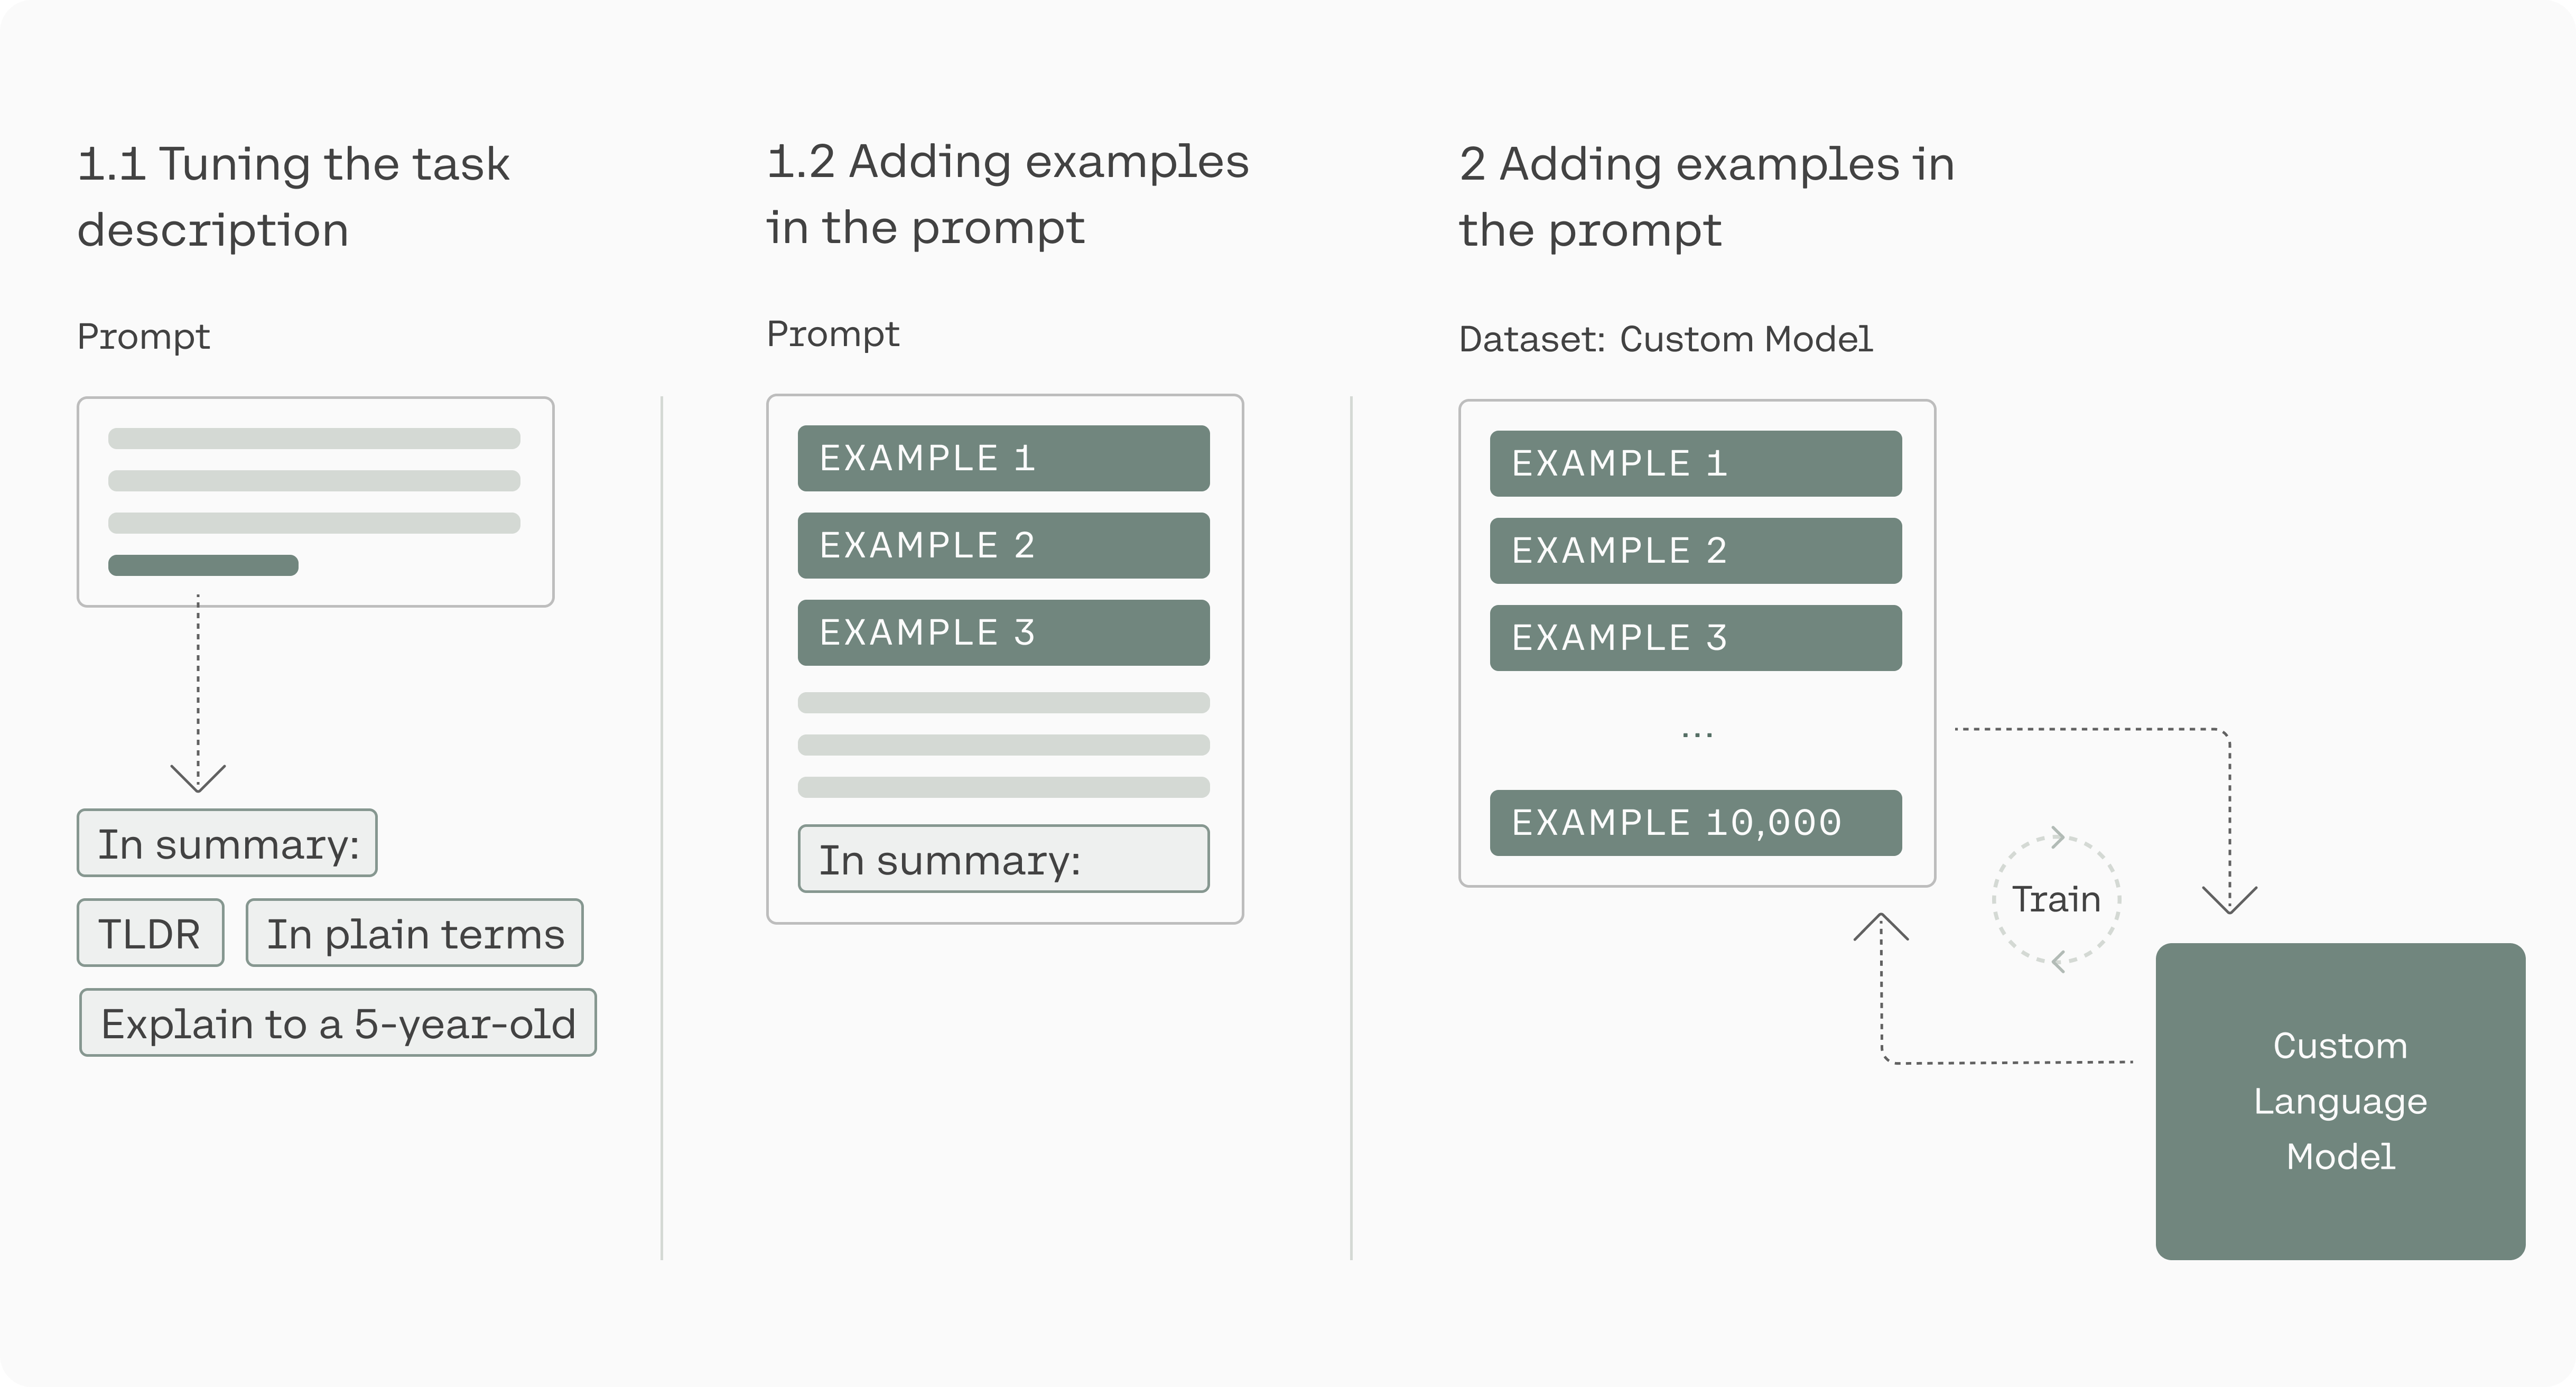 1.1 Tuning the task
description
Prompt
In summary:
TLDR
In plain terms
Explain to a 5-year-old
1.2 Adding examples
in the prompt
Prompt
EXAMPLE 1
EXAMPLE 2
EXAMPLE 3
In summary:
2 Adding examples in
the prompt
Dataset: Custom Model
EXAMPLE 1
EXAMPLE 2
EXAMPLE 3
...
EXAMPLE 10,000
Train
Custom
Language
Model